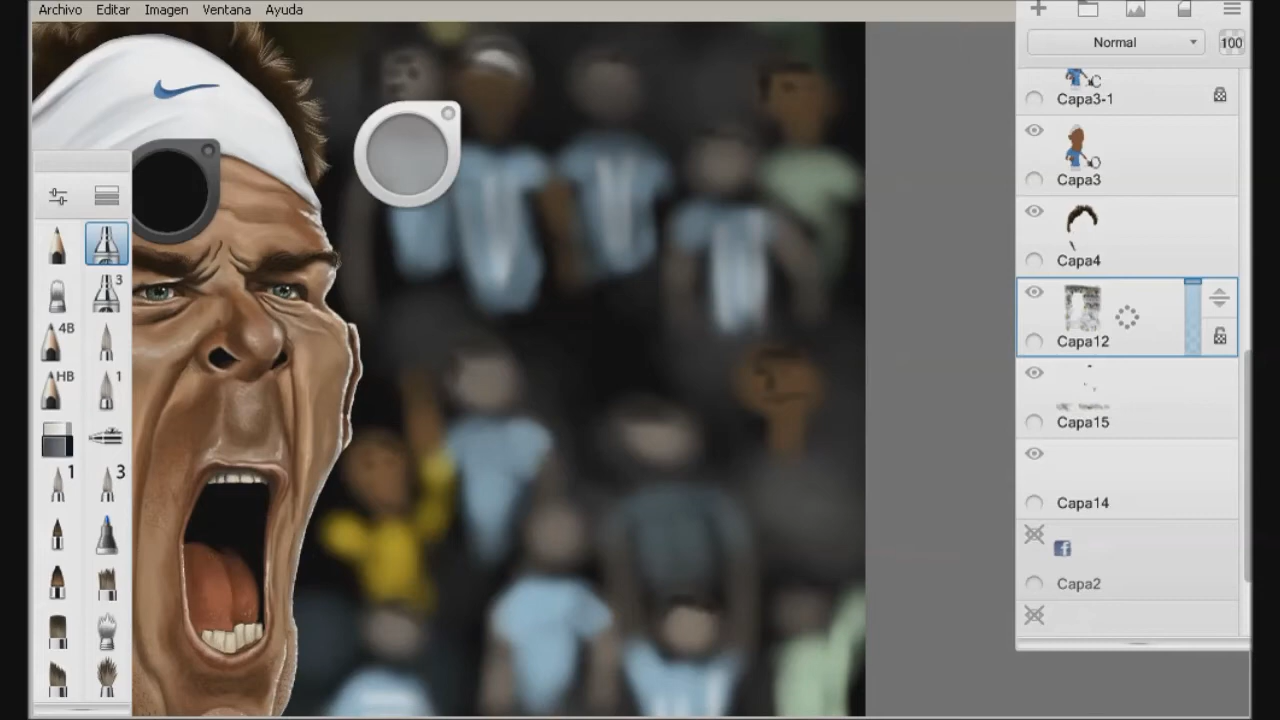 Archivo Editar Imagen Ventana Ayuda
Normal 100
Capa3-1
Capa3
Capa4
Capa12
Capa15
Capa14
f
Capa2
3
4B
HB 1
1 3